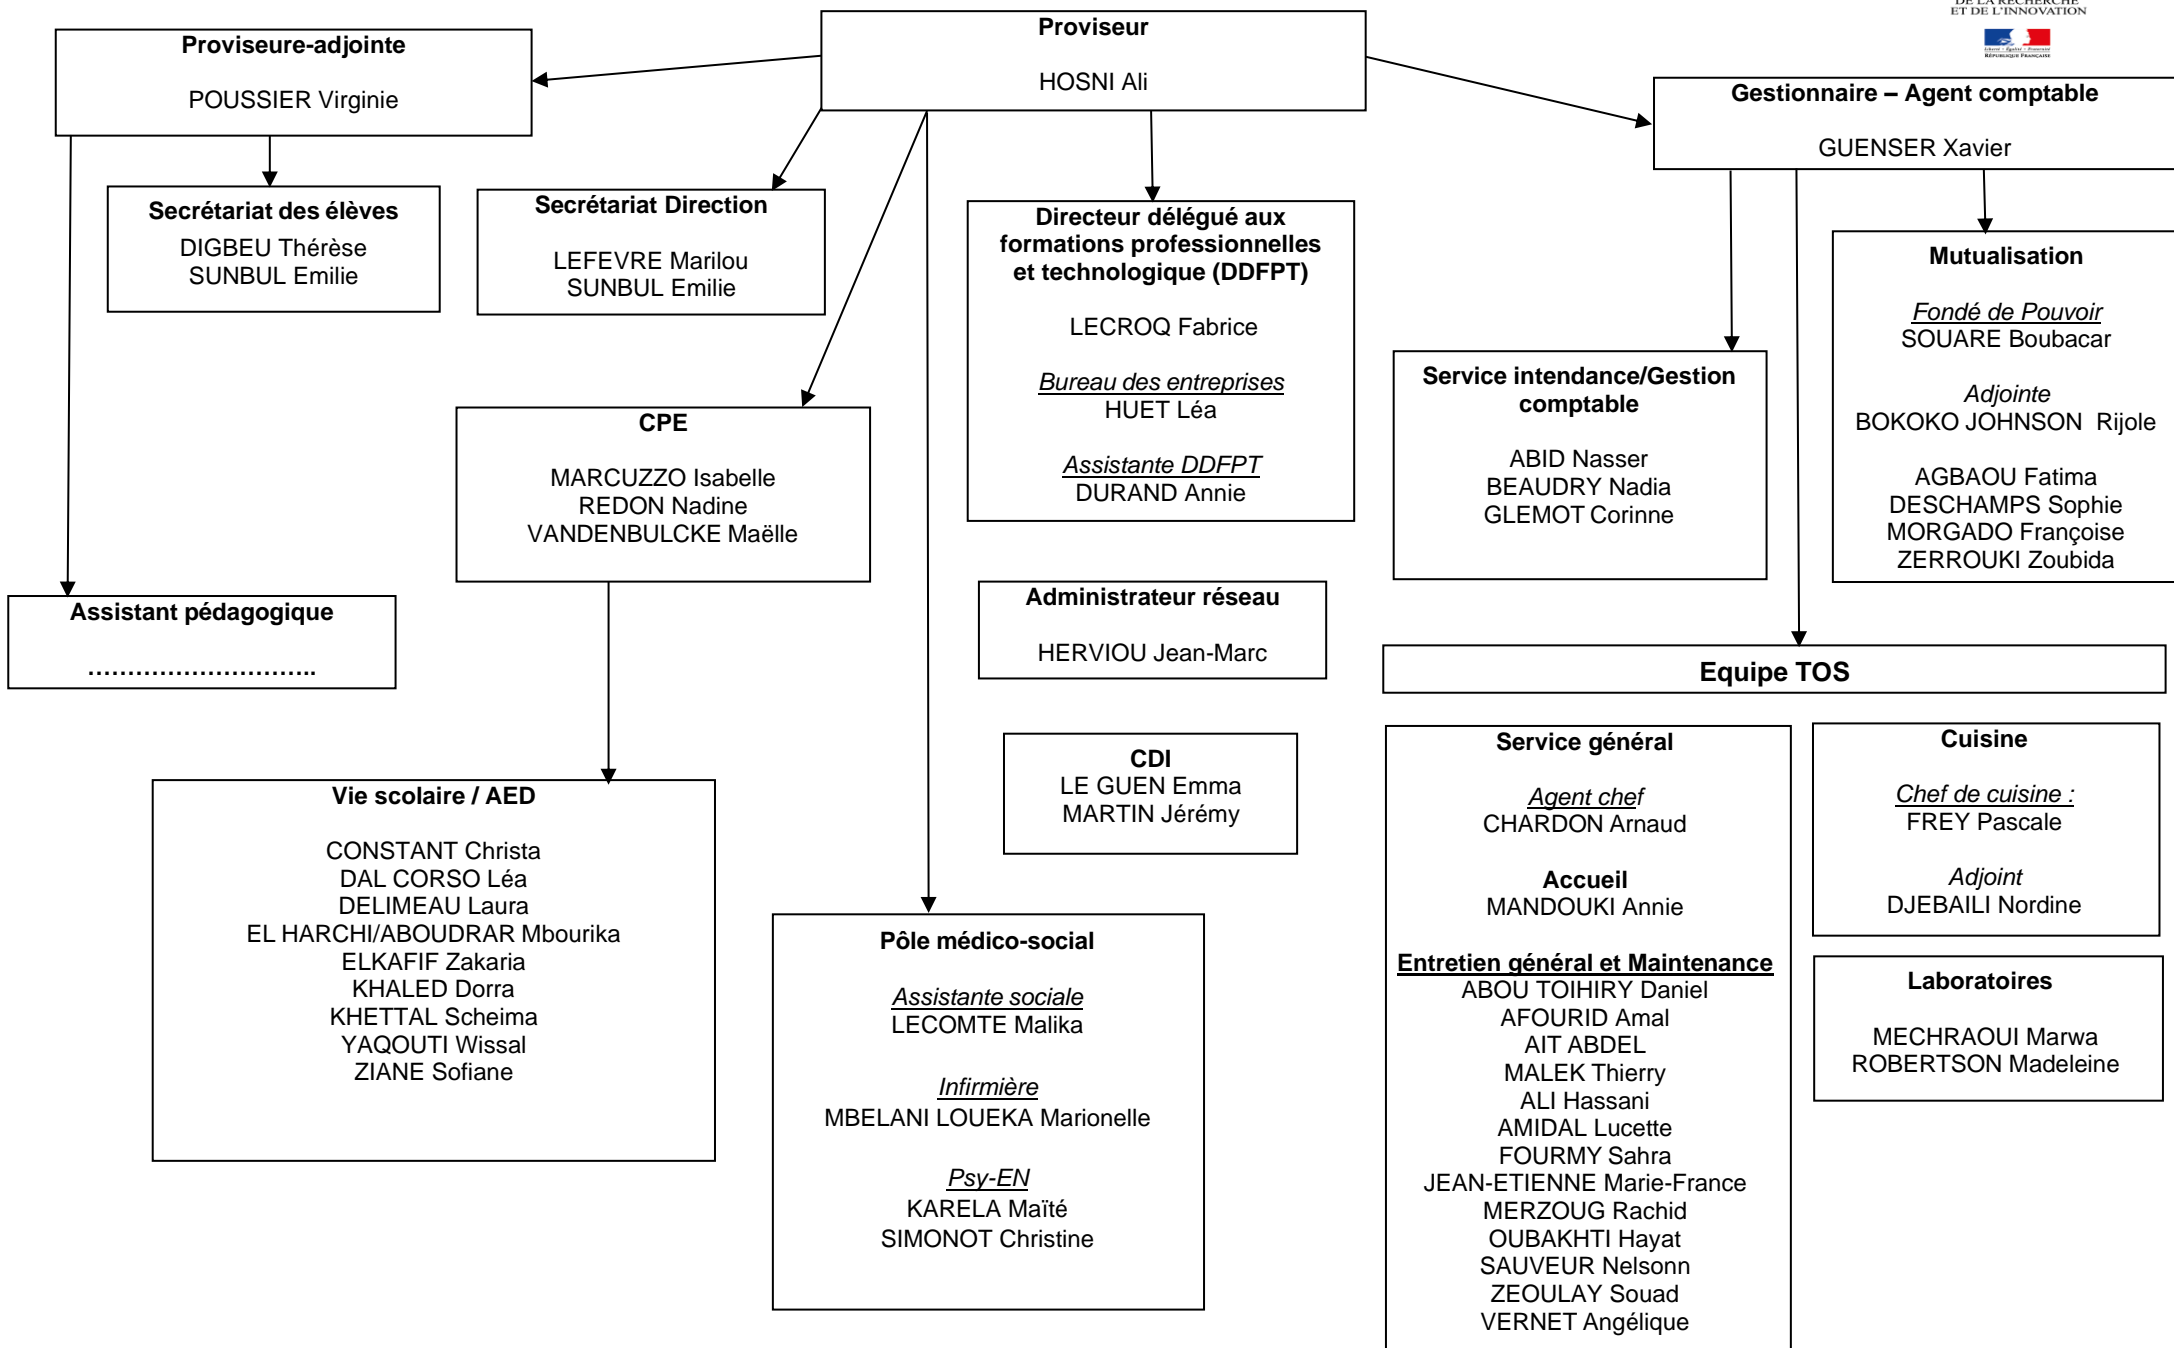 DE LA RECHERCHE
ET DE L'INNOVATION
Liberté • Égalité • Fraternité
RÉPUBLIQUE FRANÇAISE
Proviseur
HOSNI Ali
Proviseure-adjointe
POUSSIER Virginie
Gestionnaire – Agent comptable
GUENSER Xavier
Secrétariat des élèves
DIGBEU Thérèse
SUNBUL Emilie
Secrétariat Direction
LEFEVRE Marilou
SUNBUL Emilie
Directeur délégué aux
formations professionnelles
et technologique (DDFPT)
LECROQ Fabrice
Bureau des entreprises
HUET Léa
Assistante DDFPT
DURAND Annie
Mutualisation
Fondé de Pouvoir
SOUARE Boubacar
Adjointe
BOKOKO JOHNSON  Rijole
AGBAOU Fatima
DESCHAMPS Sophie
MORGADO Françoise
ZERROUKI Zoubida
Service intendance/Gestion
comptable
ABID Nasser
BEAUDRY Nadia
GLEMOT Corinne
CPE
MARCUZZO Isabelle
REDON Nadine
VANDENBULCKE Maëlle
Assistant pédagogique
………………………..
Administrateur réseau
HERVIOU Jean-Marc
Equipe TOS
CDI
LE GUEN Emma
MARTIN Jérémy
Vie scolaire / AED
CONSTANT Christa
DAL CORSO Léa
DELIMEAU Laura
EL HARCHI/ABOUDRAR Mbourika
ELKAFIF Zakaria
KHALED Dorra
KHETTAL Scheima
YAQOUTI Wissal
ZIANE Sofiane
Pôle médico-social
Assistante sociale
LECOMTE Malika
Infirmière
MBELANI LOUEKA Marionelle
Psy-EN
KARELA Maïté
SIMONOT Christine
Service général
Agent chef
CHARDON Arnaud
Accueil
MANDOUKI Annie
Entretien général et Maintenance
ABOU TOIHIRY Daniel
AFOURID Amal
AIT ABDEL
MALEK Thierry
ALI Hassani
AMIDAL Lucette
FOURMY Sahra
JEAN-ETIENNE Marie-France
MERZOUG Rachid
OUBAKHTI Hayat
SAUVEUR Nelsonn
ZEOULAY Souad
VERNET Angélique
Cuisine
Chef de cuisine :
FREY Pascale
Adjoint
DJEBAILI Nordine
Laboratoires
MECHRAOUI Marwa
ROBERTSON Madeleine